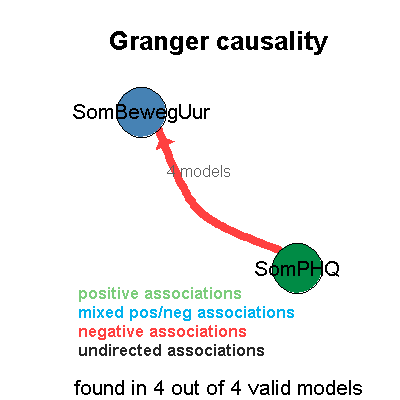 Granger causality
SomBewegUur
4 models
SomPHQ
positive associations
mixed pos/neg associations
negative associations
undirected associations
found in 4 out of 4 valid models